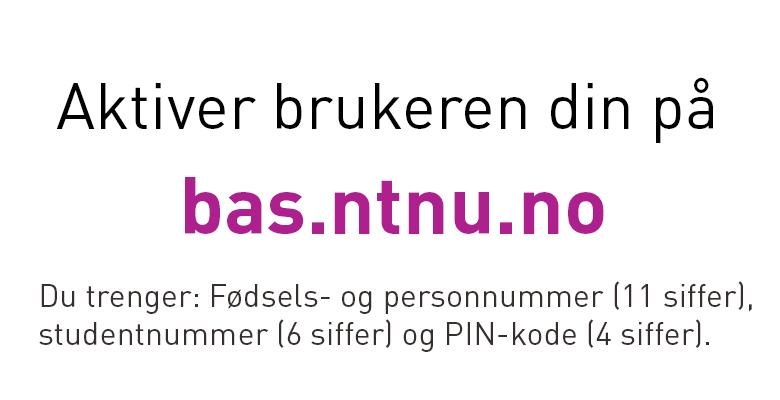 Aktiver brukeren din på
bas.ntnu.no
Du trenger: Fødsels- og personnummer (11 siffer),
studentnummer (6 siffer) og PIN-kode (4 siffer).